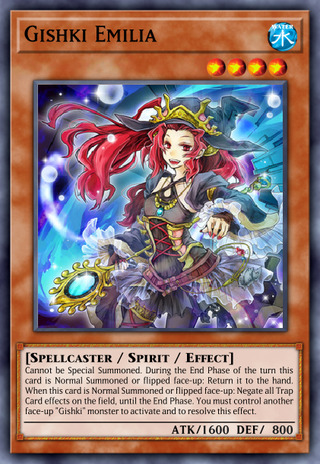 Gishki Emilia
WATER
水
[Spellcaster / Spirit / Effect]
Cannot be Special Summoned. During the End Phase of the turn this
card is Normal Summoned or flipped face-up: Return it to the hand.
When this card is Normal Summoned or flipped face-up: Negate all Trap
Card effects on the field, until the End Phase. You must control another
face-up "Gishki" monster to activate and to resolve this effect.
ATK/1600 DEF/ 800